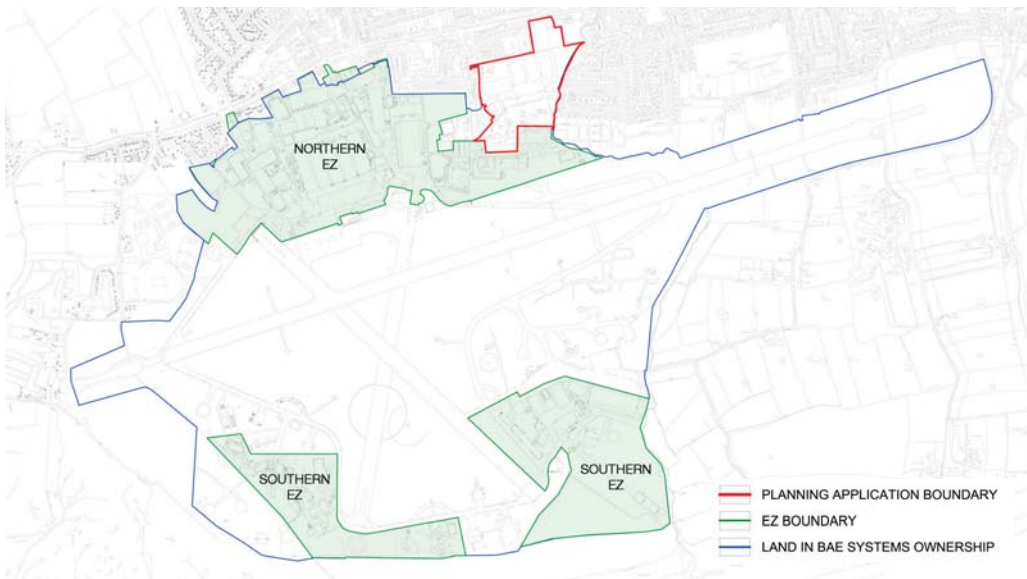 NORTHERN
EZ
SOUTHERN
EZ
SOUTHERN
EZ
PLANNING APPLICATION BOUNDARY
EZ BOUNDARY
LAND IN BAE SYSTEMS OWNERSHIP